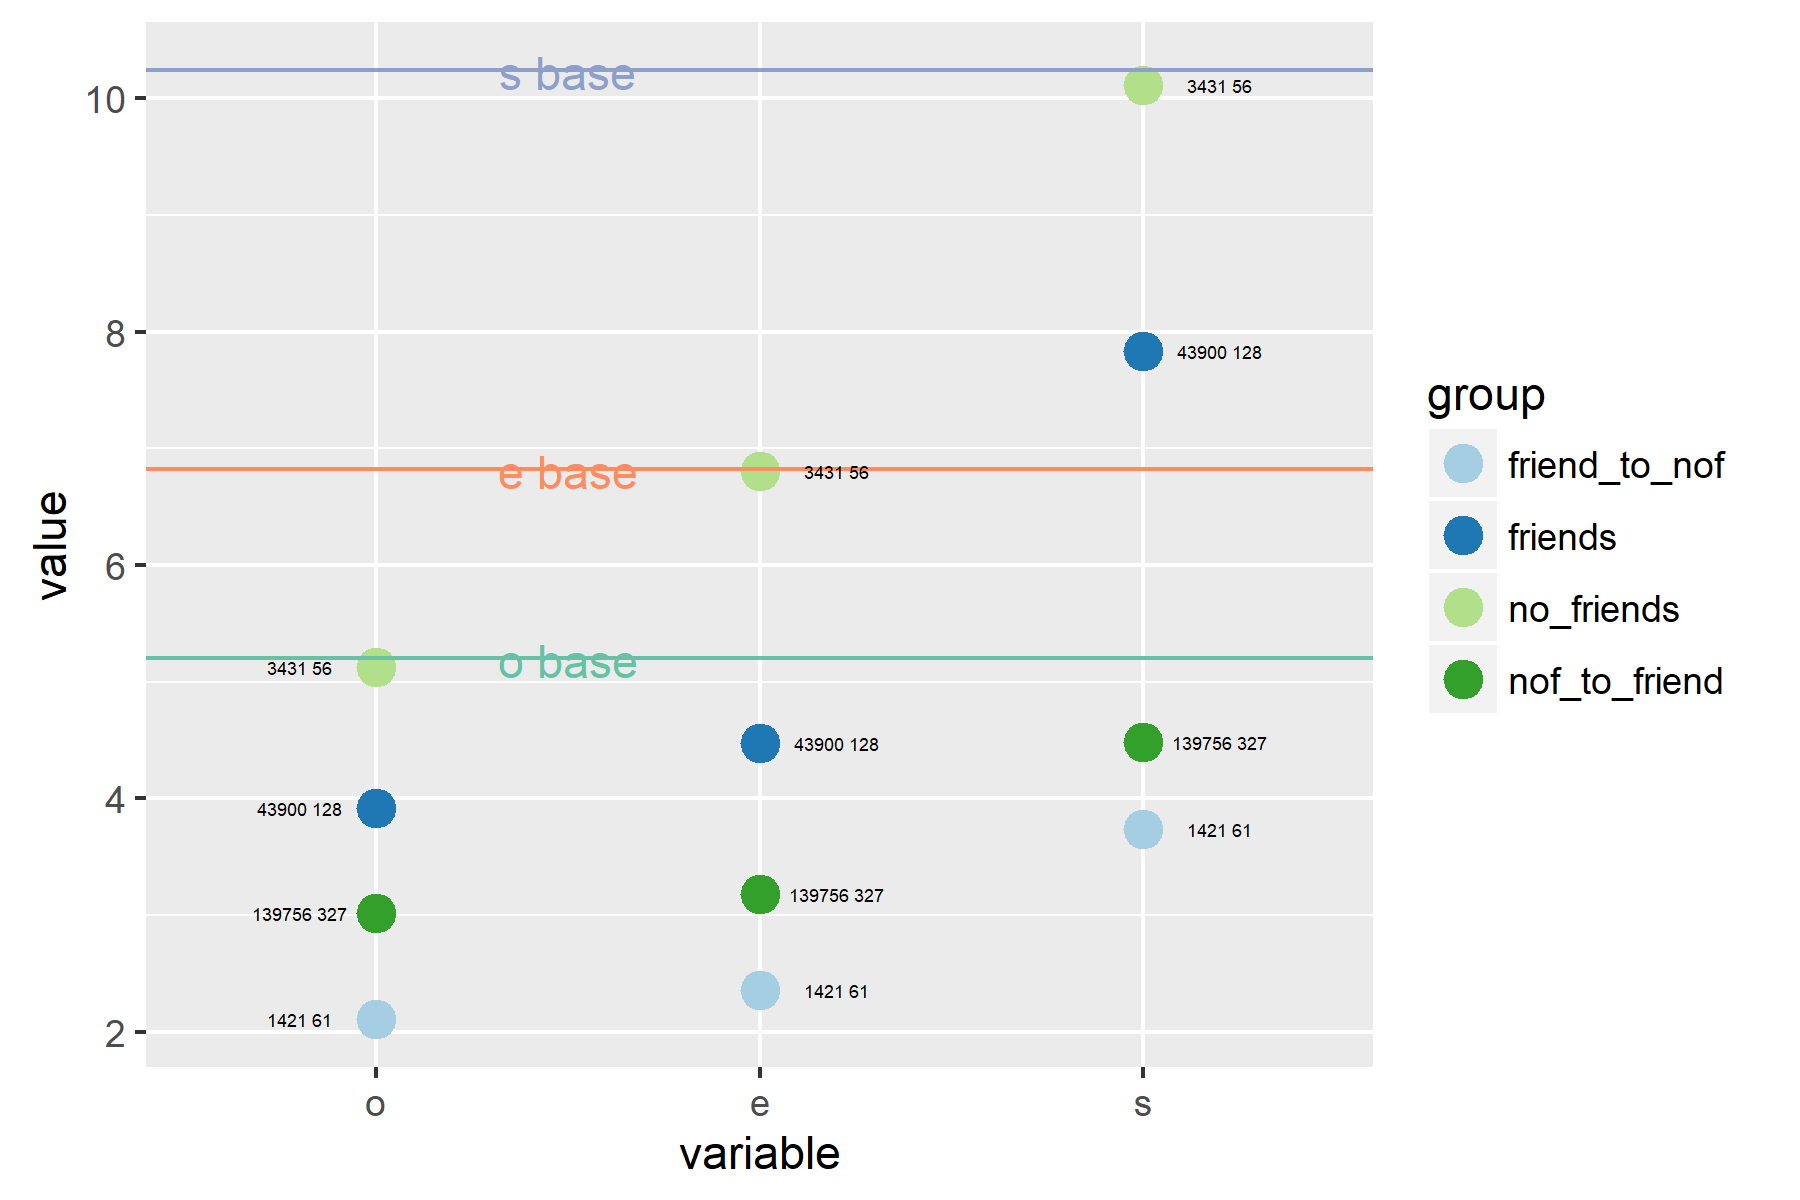 s base
10
3431 56
8
43900 128
group
friend_to_nof
e base
3431 56
friends
value
6
no_friends
o base
3431 56
nof_to_friend
43900 128
139756 327
4
43900 128
1421 61
139756 327
139756 327
1421 61
1421 61
2
o e s
variable